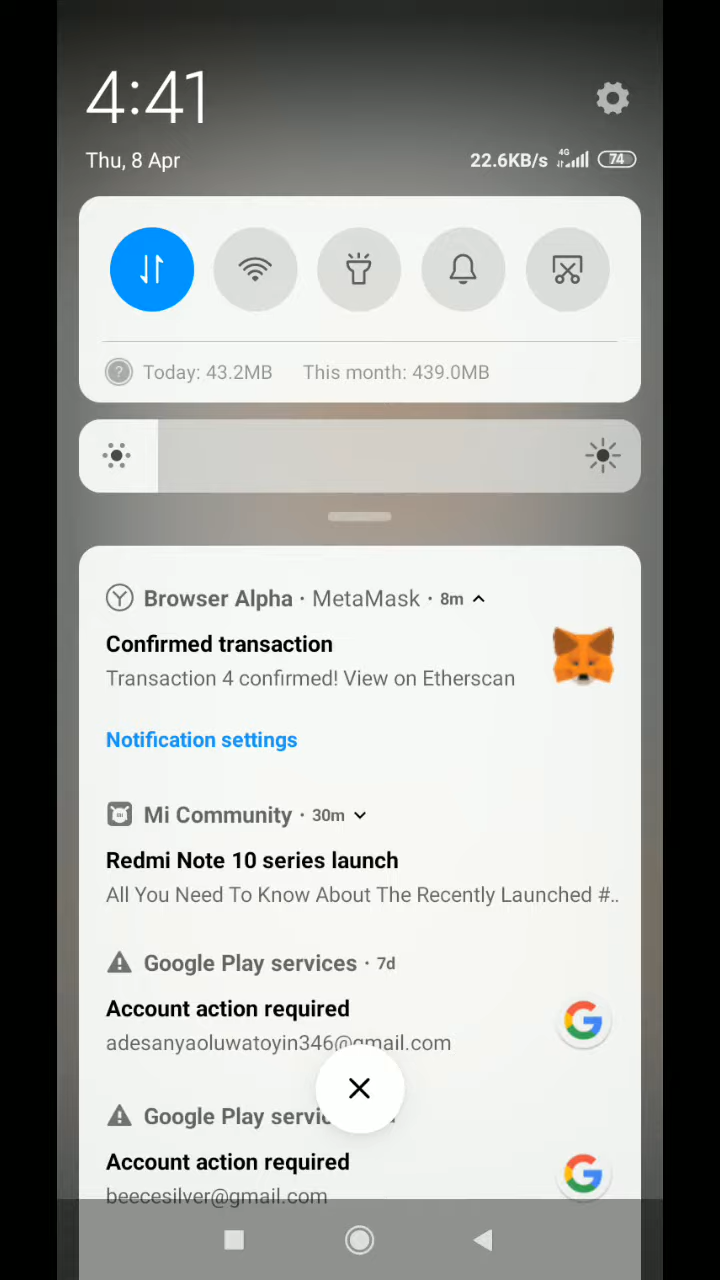 4:41
Thu, 8 Apr
22.6KB/s 4G 74
Today: 43.2MB This month: 439.0MB
Browser Alpha · MetaMask · 8m
Confirmed transaction
Transaction 4 confirmed! View on Etherscan
Notification settings
Mi Community · 30m
Redmi Note 10 series launch
All You Need To Know About The Recently Launched #..
Google Play services · 7d
Account action required
adesanyaoluwatoyin346@gmail.com
Google Play
Account action required
beecesilver@gmail.com